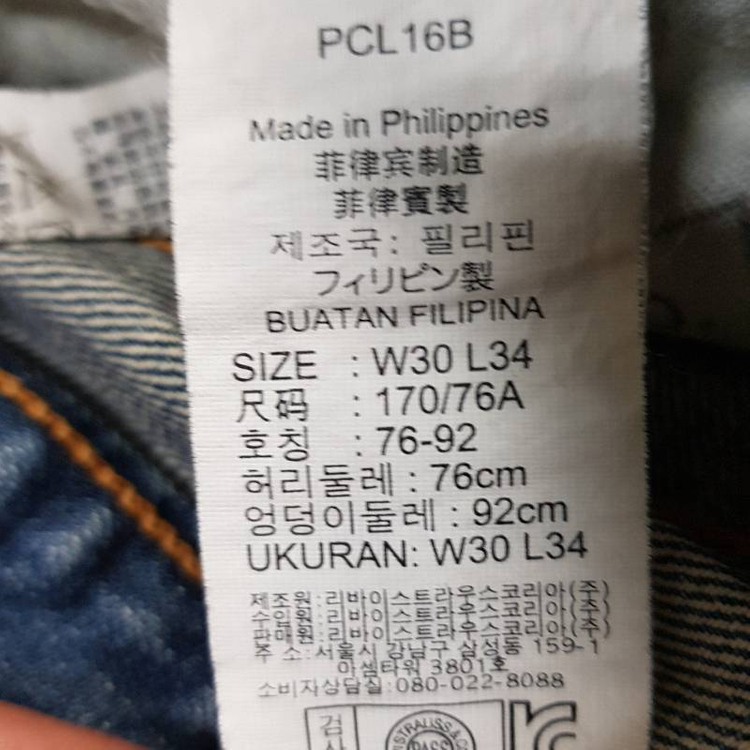 PCL16B
Made in Philippines
菲律宾制造
菲律賓製
제조국: 필리핀
フィリピン製
BUATAN FILIPINA
SIZE : W30 L34
尺码 : 170/76A
호칭 : 76-92
허리둘레 : 76cm
엉덩이둘레 : 92cm
UKURAN: W30 L34
제조원:리바이스트라우스코리아(주)
수입원:리바이스트라우스코리아(주)
판매원:리바이스트라우스코리아(주)
주 소:서울시 강남구 삼성동 159-1
아셈타워 3801호
소비자상담실:080-022-8088
검
STRAUSS&CO